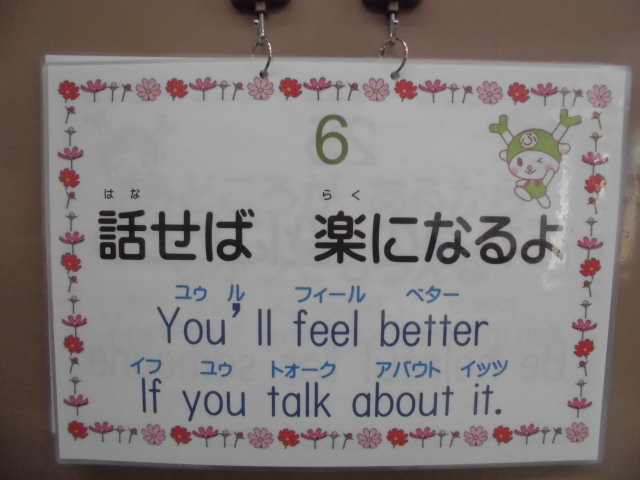 6
はな らく
話せば 楽になるよ
ユゥ ル フィール ベター
You'll feel better
イフ ユゥ トォーク アバウト イッツ
If you talk about it.
ふ